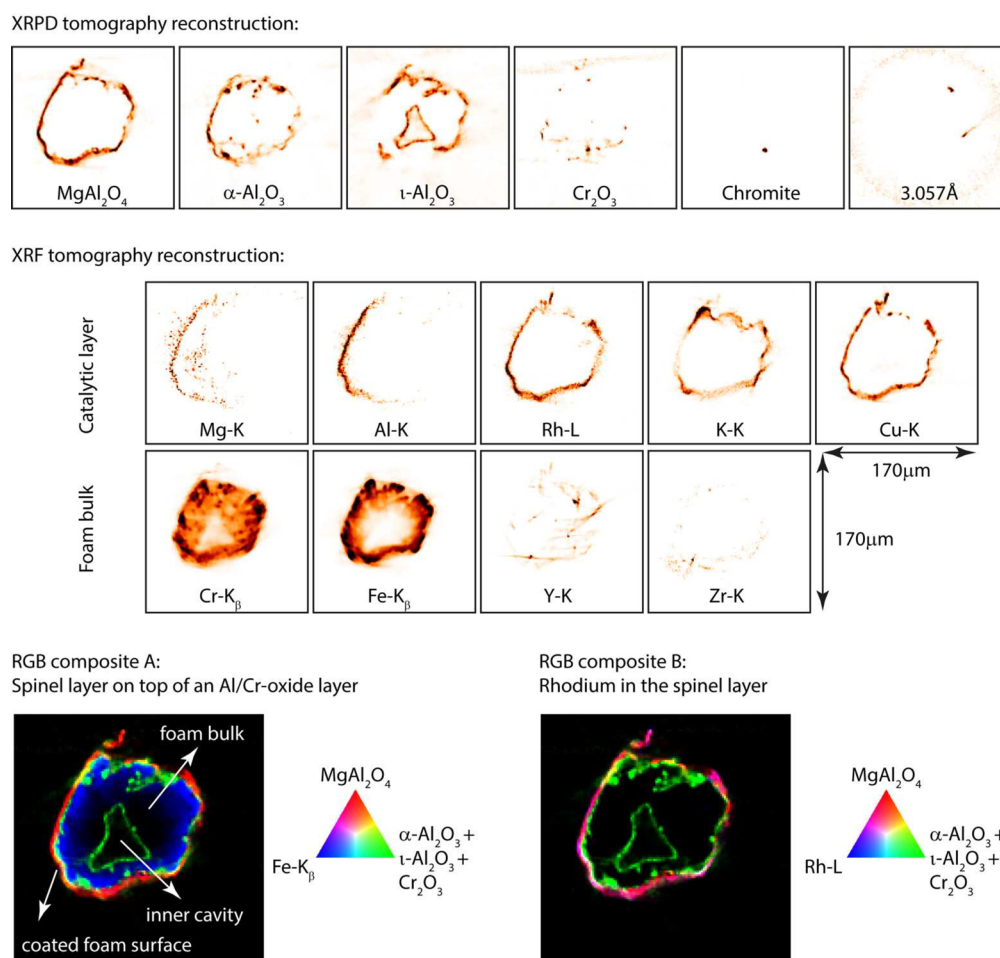 XRPD tomography reconstruction:
MgAl₂O₄
α-Al₂O₃
ι-Al₂O₃
Cr₂O₃
Chromite
3.057Å
XRF tomography reconstruction:
Catalytic layer
Mg-K
Al-K
Rh-L
K-K
Cu-K
170μm
Foam bulk
Cr-Kβ
Fe-Kβ
Y-K
Zr-K
170μm
RGB composite A:
Spinel layer on top of an Al/Cr-oxide layer
foam bulk
inner cavity
coated foam surface
MgAl₂O₄
Fe-Kβ
α-Al₂O₃ +
ι-Al₂O₃ +
Cr₂O₃
RGB composite B:
Rhodium in the spinel layer
MgAl₂O₄
Rh-L
α-Al₂O₃ +
ι-Al₂O₃ +
Cr₂O₃